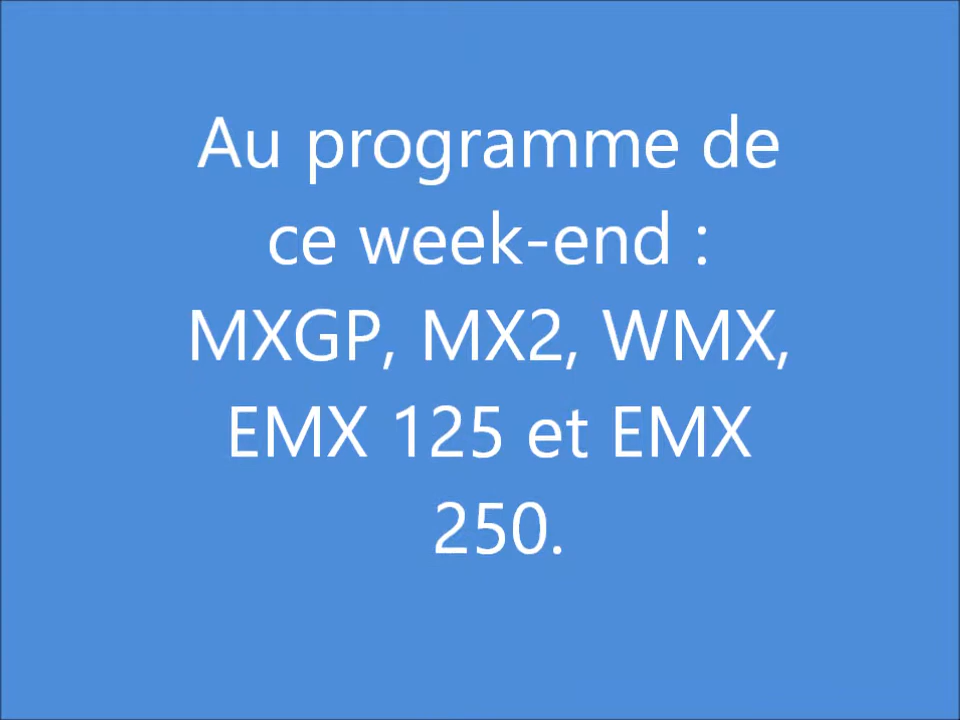 Au programme de
ce week-end :
MXGP, MX2, WMX,
EMX 125 et EMX
250.